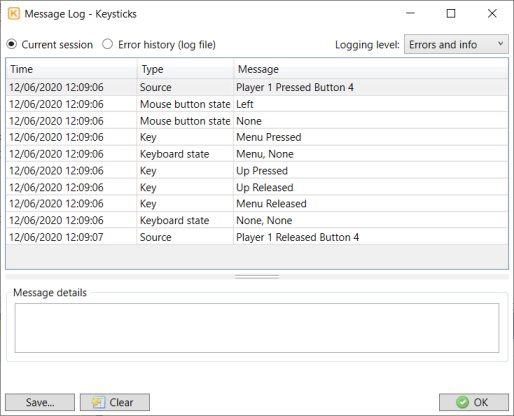 Message Log - Keysticks
Current session Error history (log file) Logging level: Errors and info
Time Type Message
12/06/2020 12:09:06 Source Player 1 Pressed Button 4
12/06/2020 12:09:06 Mouse button state Left
12/06/2020 12:09:06 Mouse button state None
12/06/2020 12:09:06 Key Menu Pressed
12/06/2020 12:09:06 Keyboard state Menu, None
12/06/2020 12:09:06 Key Up Pressed
12/06/2020 12:09:06 Key Up Released
12/06/2020 12:09:06 Key Menu Released
12/06/2020 12:09:06 Keyboard state None, None
12/06/2020 12:09:07 Source Player 1 Released Button 4
Message details
Save... Clear OK